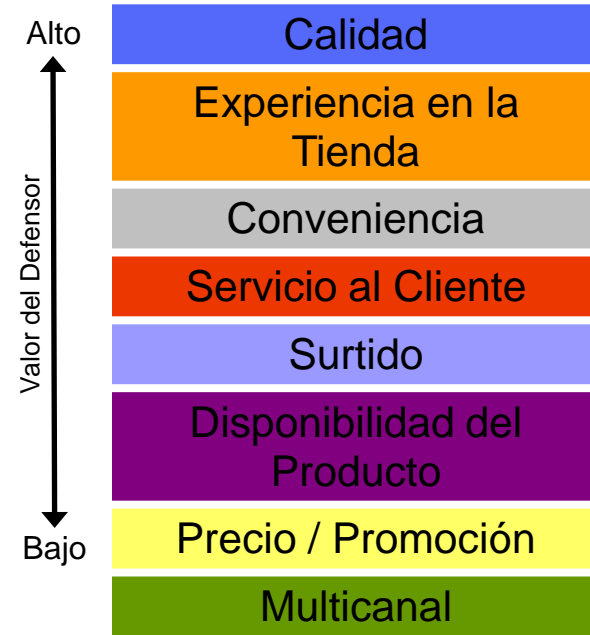 Alto
Calidad
Experiencia en la
Tienda
Conveniencia
Servicio al Cliente
Valor del Defensor
Surtido
Disponibilidad del
Producto
Precio / Promoción
Bajo
Multicanal